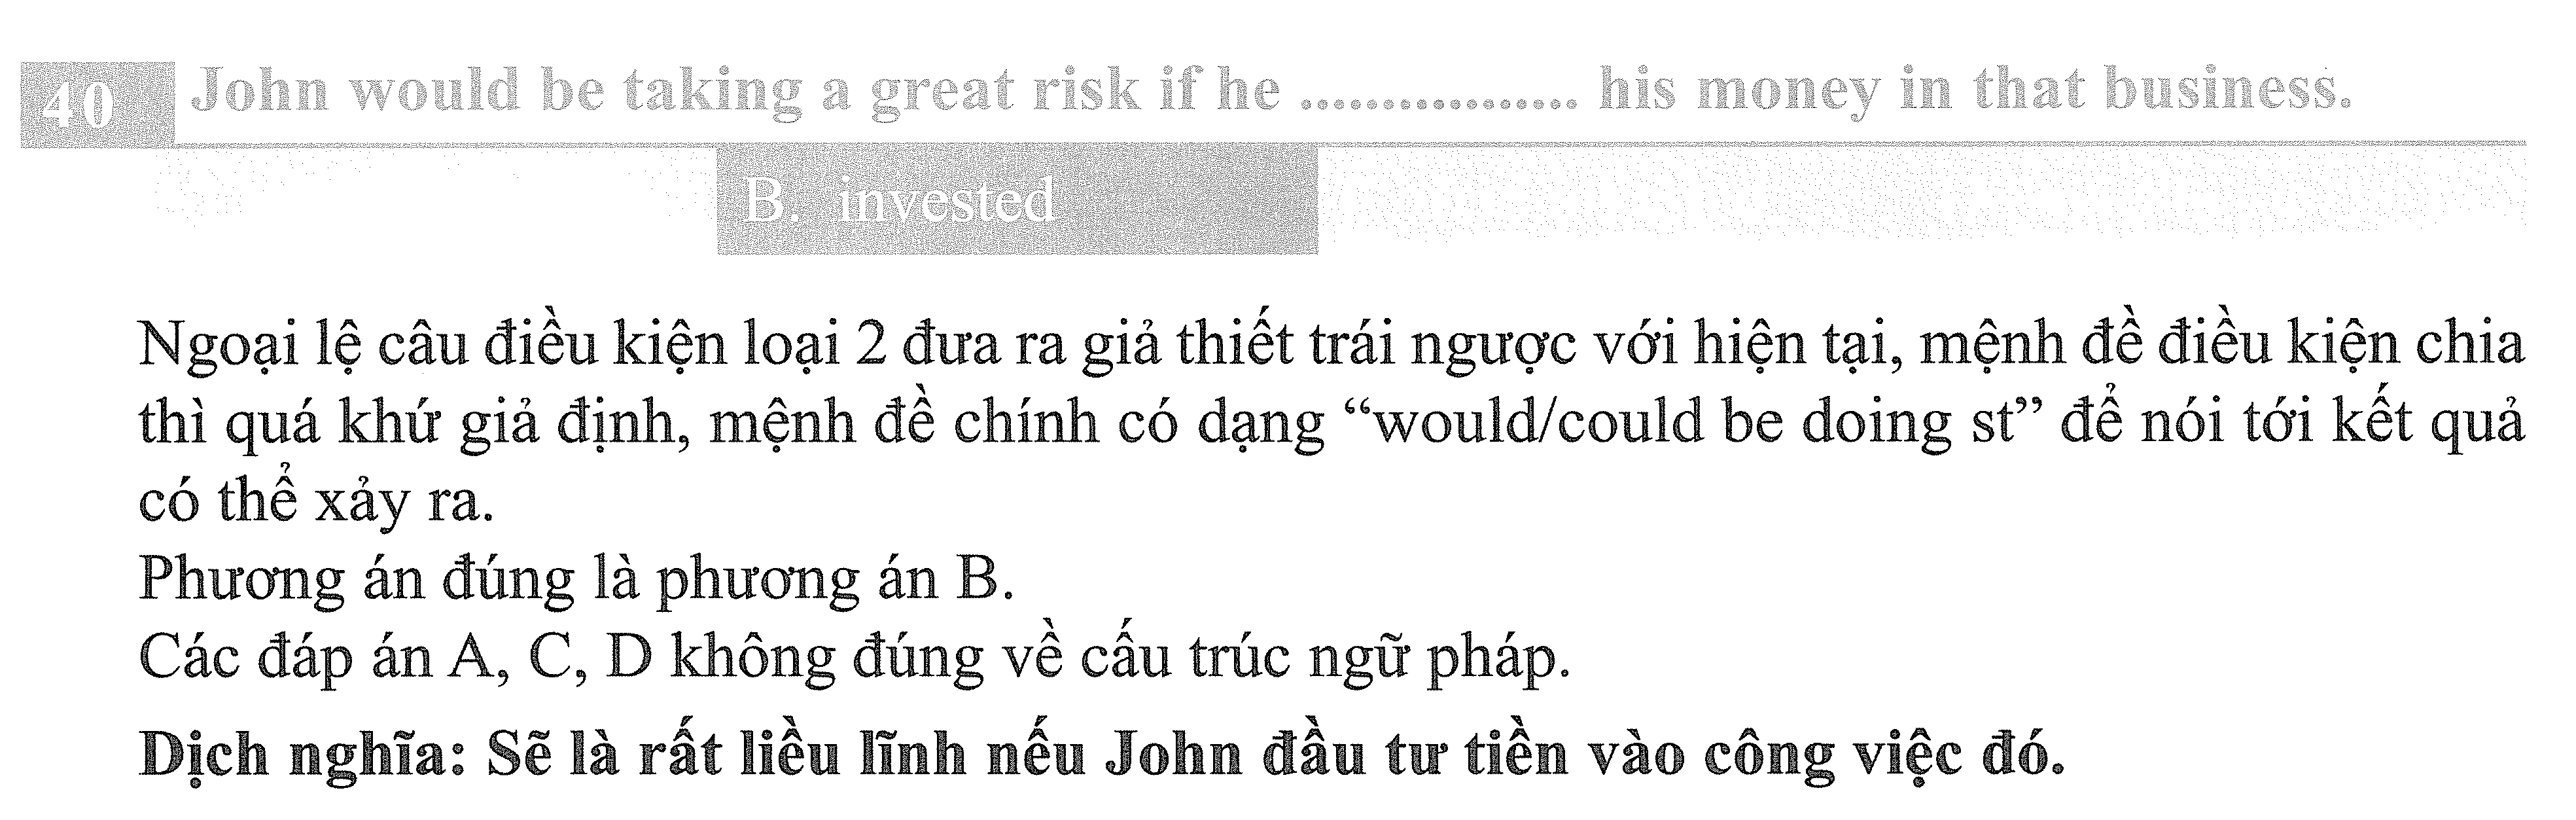 40 John would be taking a great risk if he ................. his money in that business.
B. invested
Ngoại lệ câu điều kiện loại 2 đưa ra giả thiết trái ngược với hiện tại, mệnh đề điều kiện chia
thì quá khứ giả định, mệnh đề chính có dạng “would/could be doing st” để nói tới kết quả
có thể xảy ra.
Phương án đúng là phương án B.
Các đáp án A, C, D không đúng về cấu trúc ngữ pháp.
Dịch nghĩa: Sẽ là rất liều lĩnh nếu John đầu tư tiền vào công việc đó.